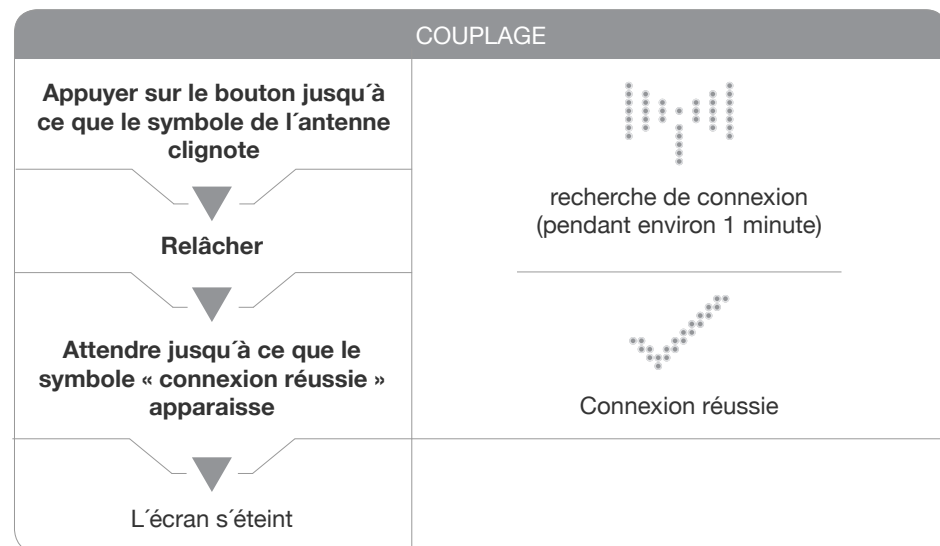 COUPLAGE
Appuyer sur le bouton jusqu´à
ce que le symbole de l´antenne
clignote
Relâcher
Attendre jusqu´à ce que le
symbole « connexion réussie »
apparaisse
L´écran s´éteint
recherche de connexion
(pendant environ 1 minute)
Connexion réussie